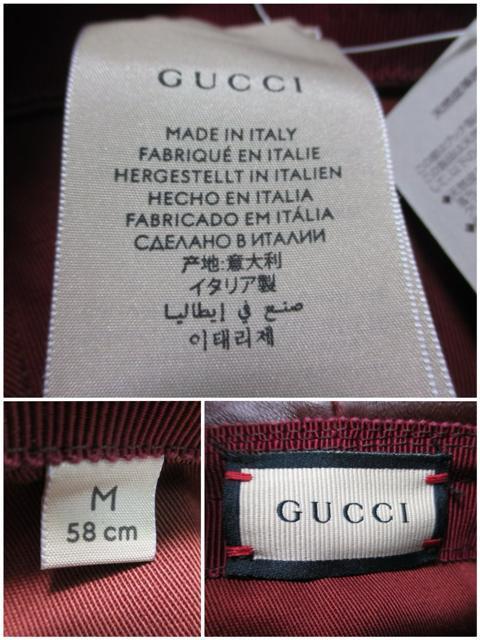 GUCCI
MADE IN ITALY
FABRIQUÉ EN ITALIE
HERGESTELLT IN ITALIEN
HECHO EN ITALIA
FABRICADO EM ITÁLIA
СДЕЛАНО В ИТАЛИИ
产地:意大利
イタリア製
صنع في إيطاليا
이태리제
M
58 cm
GUCCI